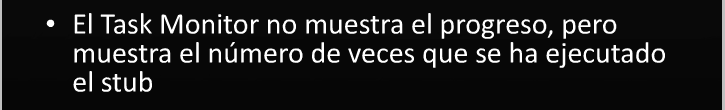 • El Task Monitor no muestra el progreso, pero
muestra el número de veces que se ha ejecutado
el stub